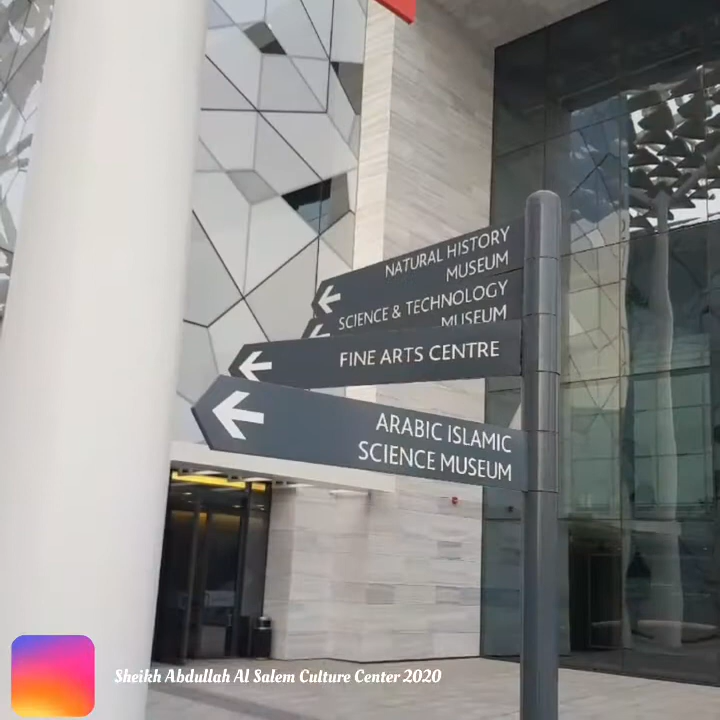 NATURAL HISTORY
MUSEUM
SCIENCE & TECHNOLOGY
MUSEUM
FINE ARTS CENTRE
ARABIC ISLAMIC
SCIENCE MUSEUM
Sheikh Abdullah Al Salem Culture Center 2020